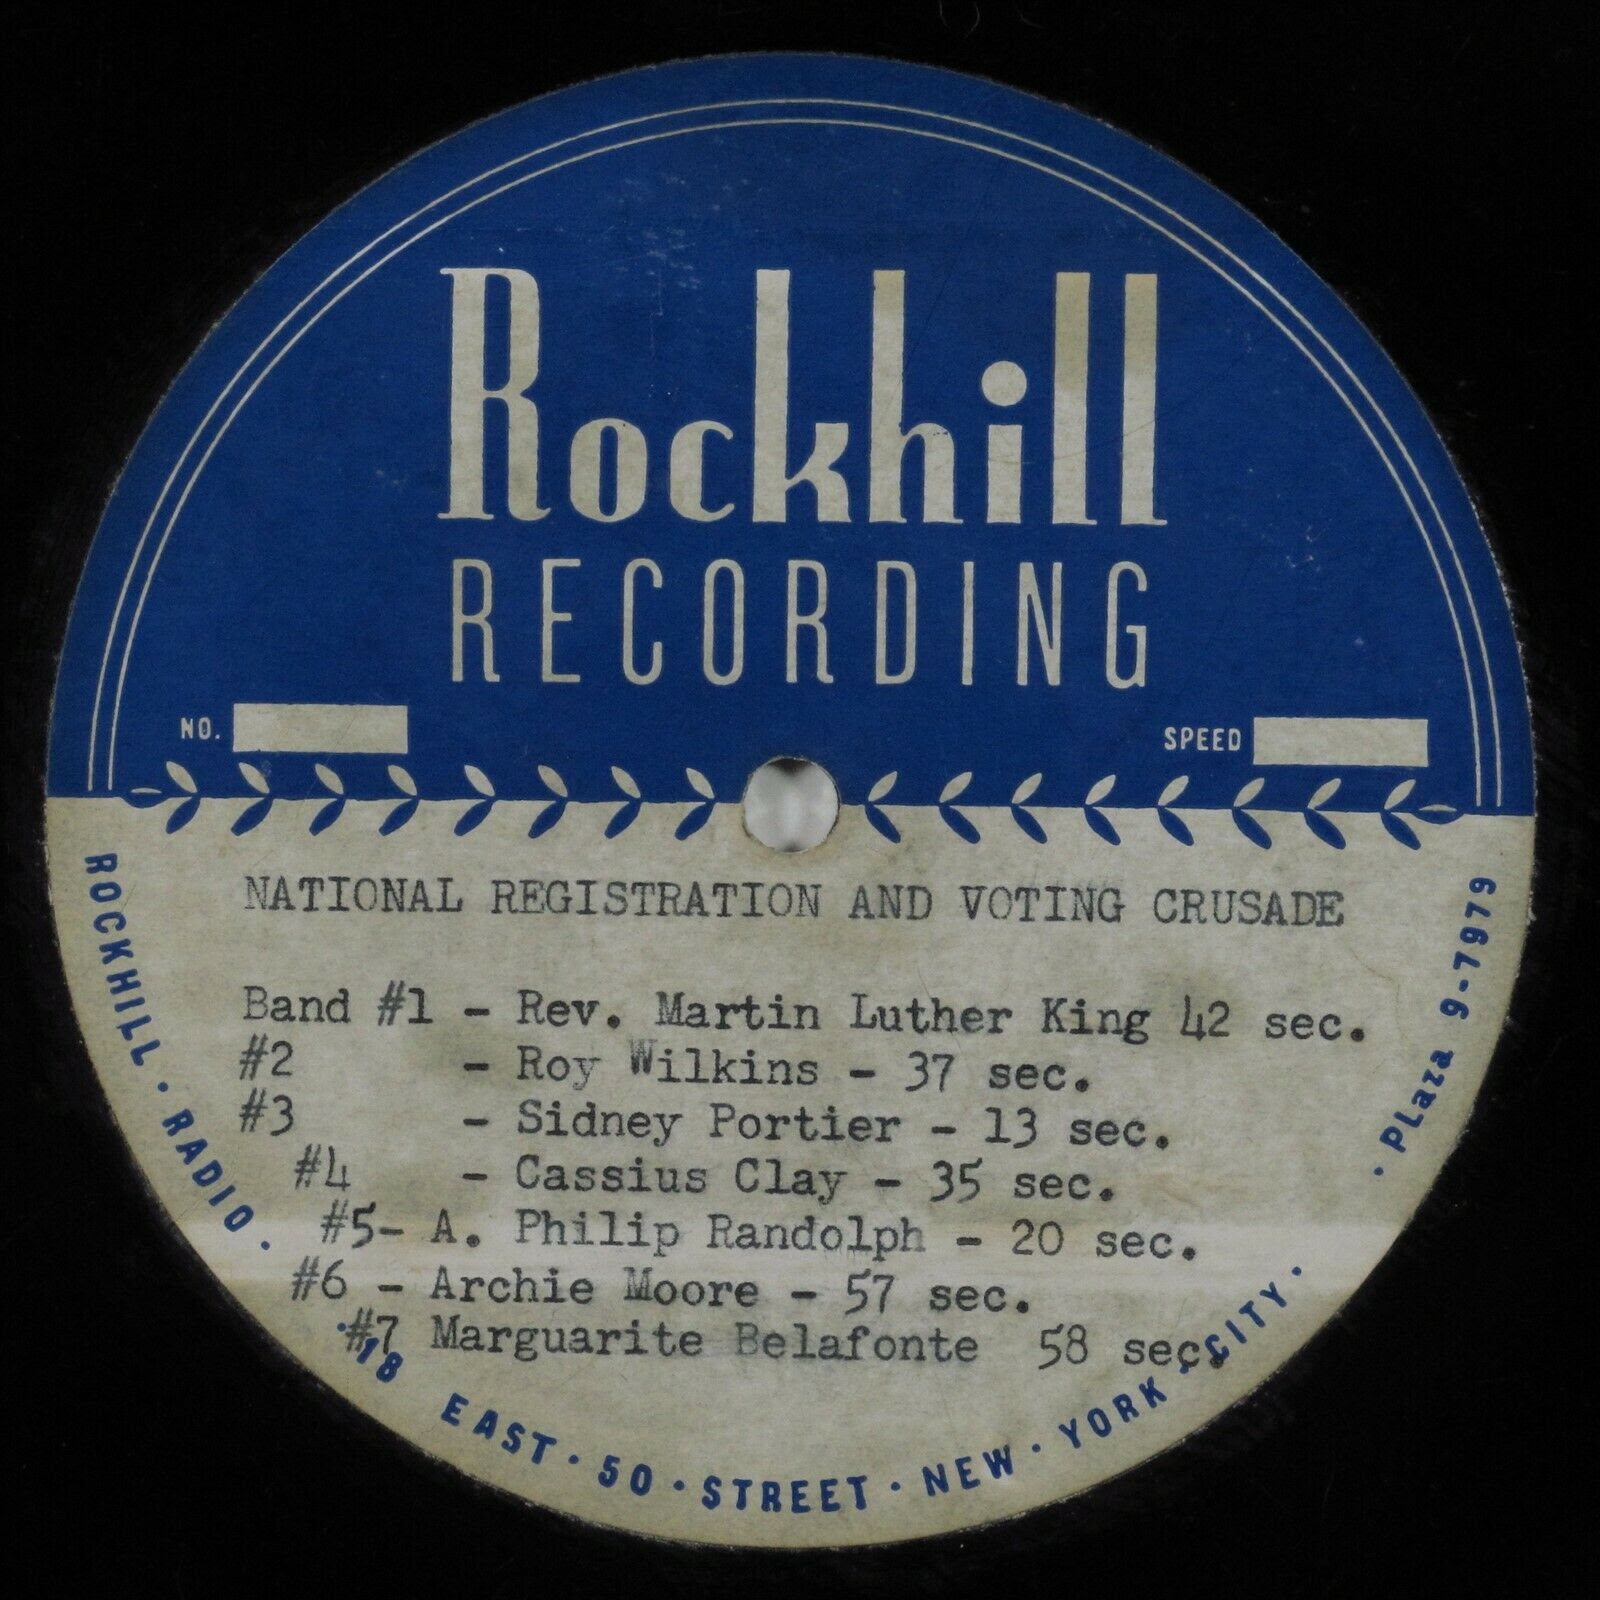 Rockhill
RECORDING
NO.
SPEED
NATIONAL REGISTRATION AND VOTING CRUSADE
Band #1 - Rev. Martin Luther King 42 sec.
#2 - Roy Wilkins - 37 sec.
#3 - Sidney Portier - 13 sec.
#4 - Cassius Clay - 35 sec.
#5- A. Philip Randolph - 20 sec.
#6 - Archie Moore - 57 sec.
#7 Marguarite Belafonte 58 sec.
ROCKHILL · RADIO · 18 EAST · 50 · STREET · NEW · YORK · CITY · Plaza 9-7979